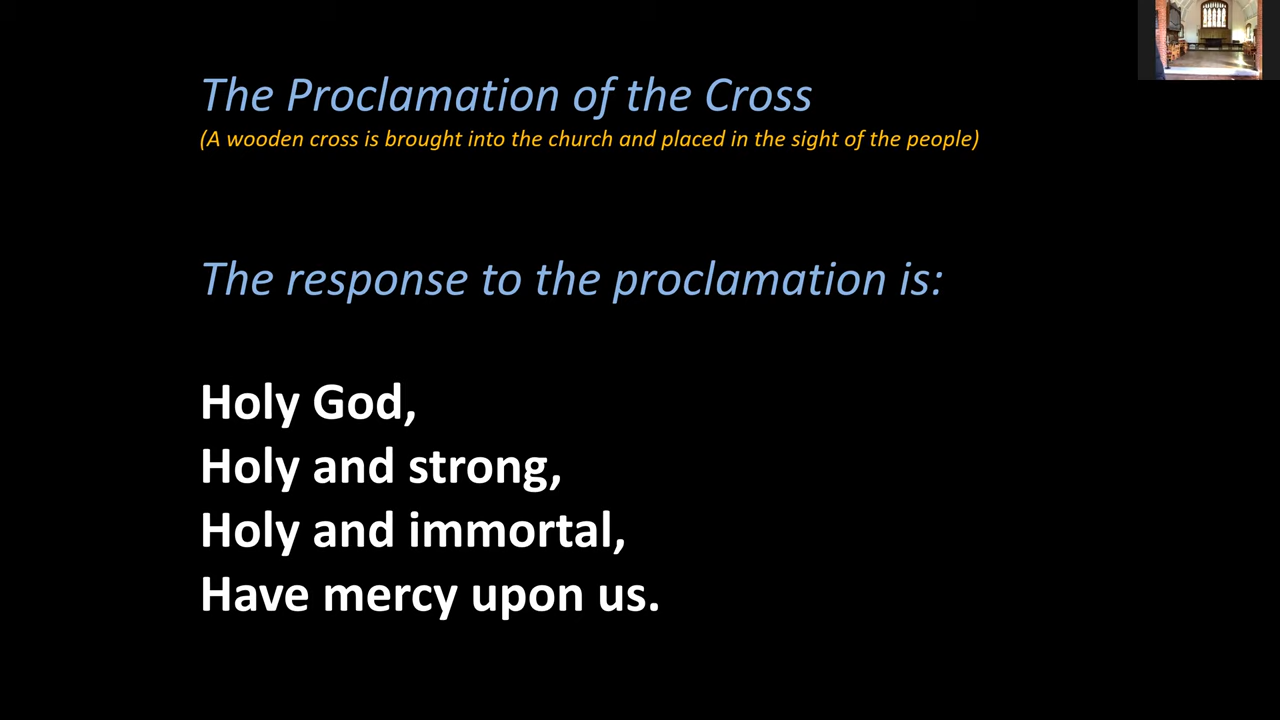 The Proclamation of the Cross
(A wooden cross is brought into the church and placed in the sight of the people)
The response to the proclamation is:
Holy God,
Holy and strong,
Holy and immortal,
Have mercy upon us.